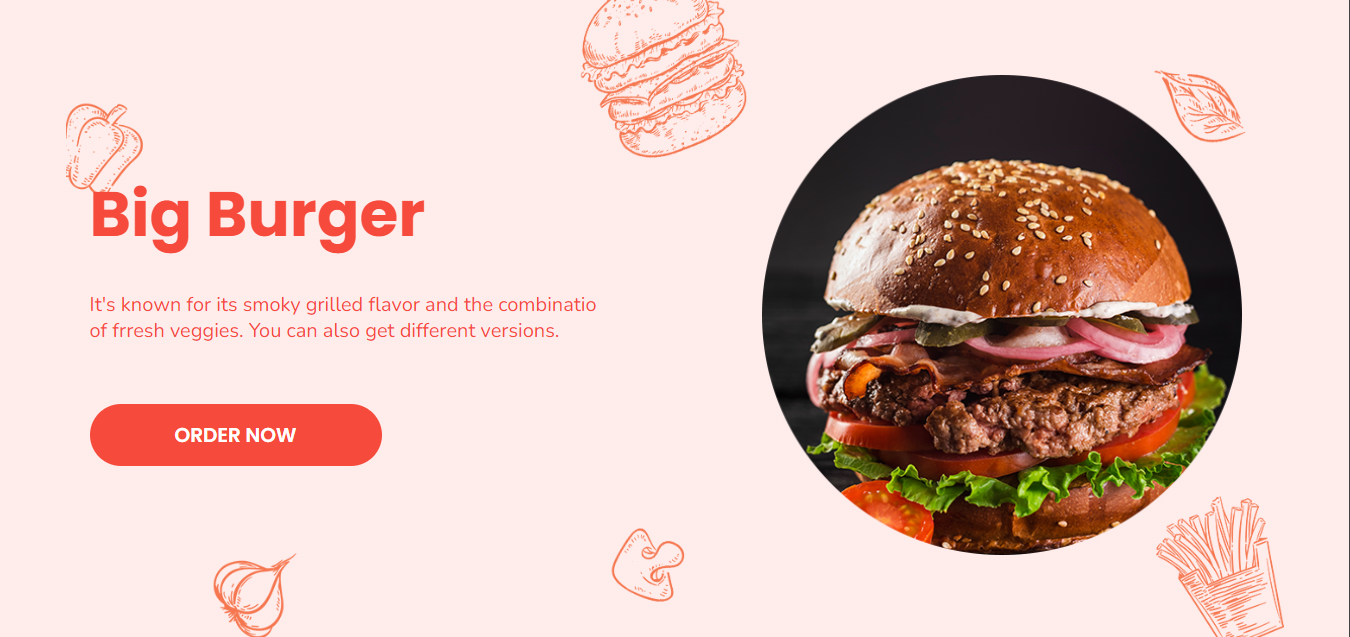 Big Burger
It's known for its smoky grilled flavor and the combinatio
of frresh veggies. You can also get different versions.
ORDER NOW